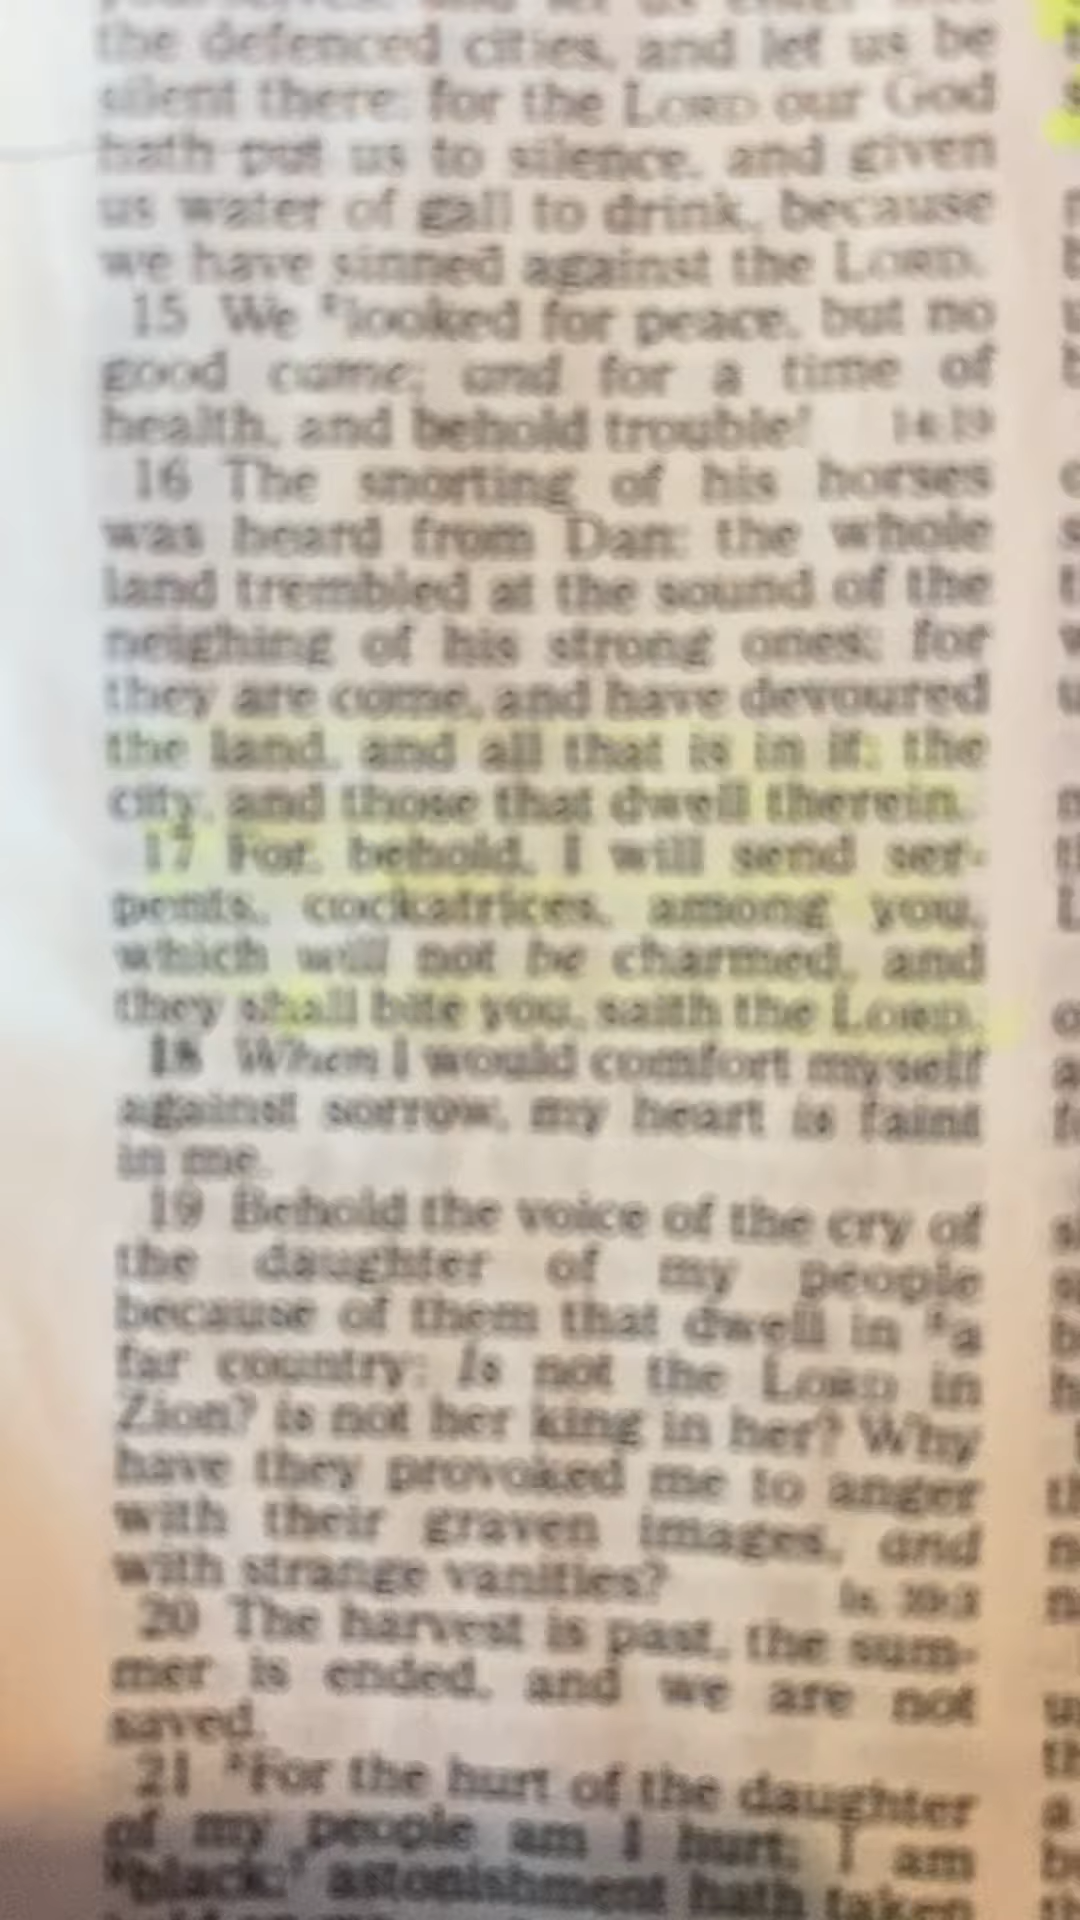 the defenced cities, and let us be
silent there: for the LORD our God
hath put us to silence, and given
us water of gall to drink, because
we have sinned against the LORD.
15 We looked for peace, but no
good came; and for a time of
health, and behold trouble! 14:19
16 The snorting of his horses
was heard from Dan: the whole
land trembled at the sound of the
neighing of his strong ones; for
they are come, and have devoured
the land, and all that is in it; the
city, and those that dwell therein.
17 For, behold, I will send ser-
pents, cockatrices, among you,
which will not be charmed, and
they shall bite you, saith the LORD.
18 When I would comfort myself
against sorrow, my heart is faint
in me.
19 Behold the voice of the cry of
the daughter of my people
because of them that dwell in a
far country: Is not the LORD in
Zion? is not her king in her? Why
have they provoked me to anger
with their graven images, and
with strange vanities?
20 The harvest is past, the sum-
mer is ended, and we are not
saved.
21 For the hurt of the daughter
of my people am I hurt; I am
black; astonishment hath taken